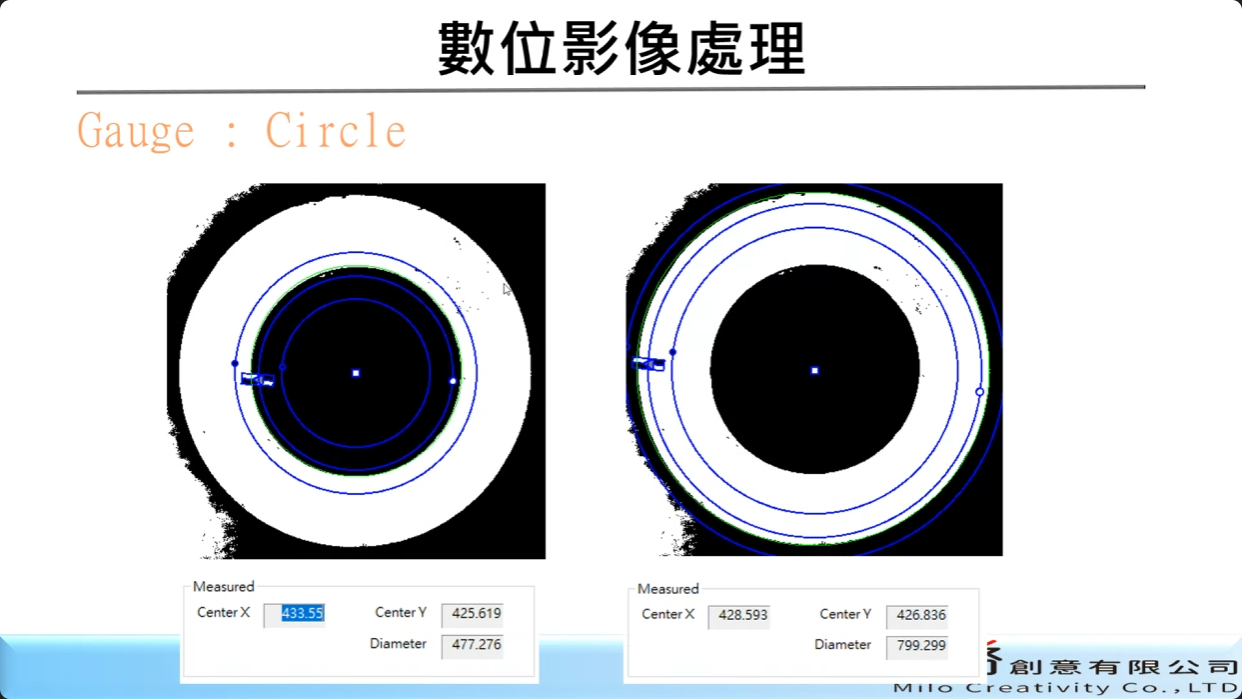 數位影像處理
Gauge : Circle
Measured
Center X 433.55 Center Y 425.619
Diameter 477.276
Measured
Center X 428.593 Center Y 426.836
Diameter 799.299
創意有限公司
Milo Creativity Co.,LTD